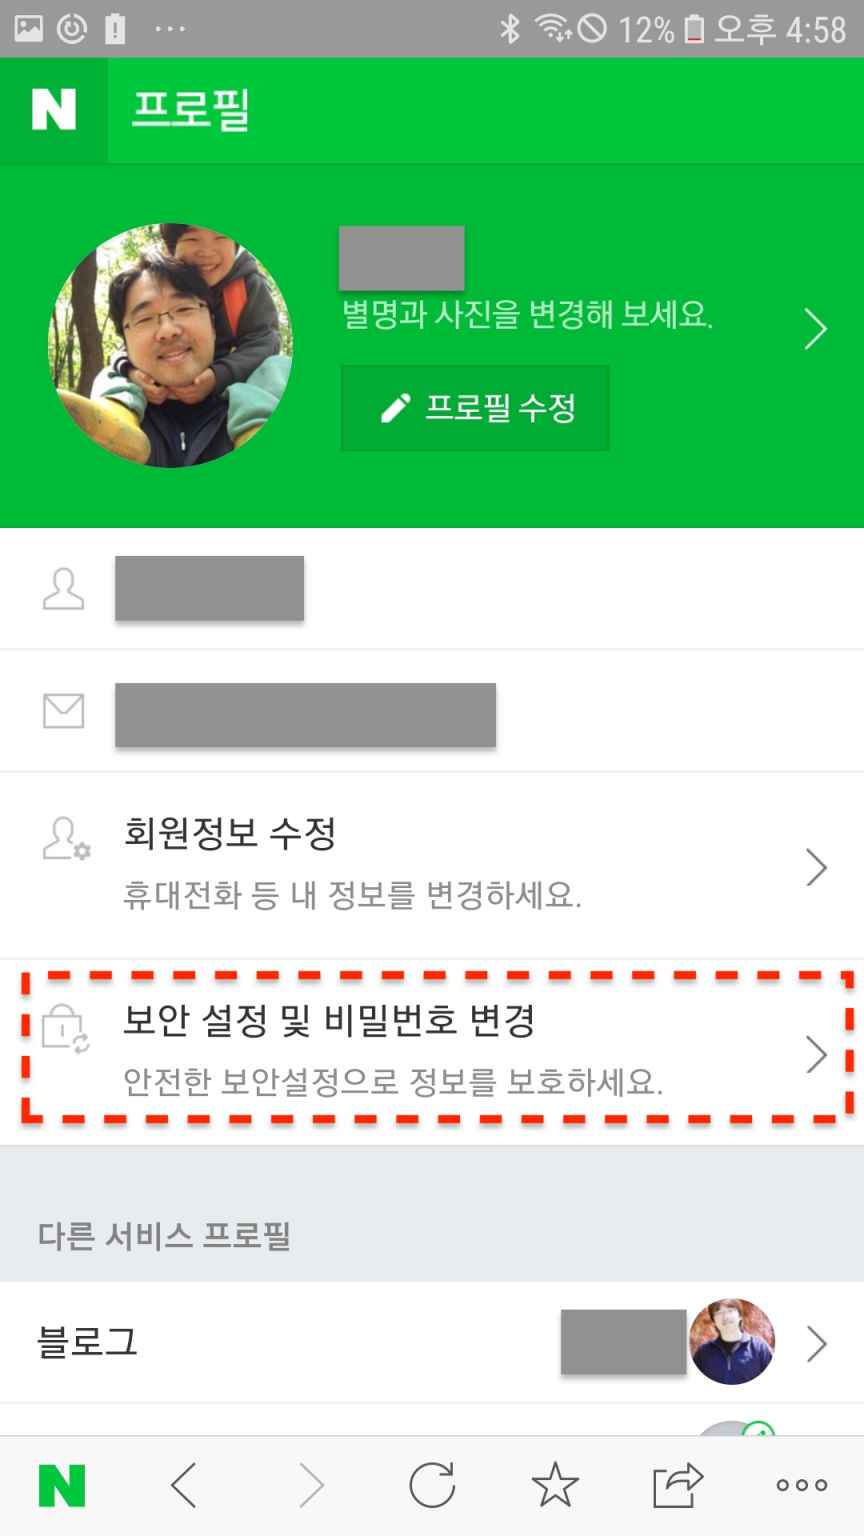 12% 오후 4:58
N 프로필
별명과 사진을 변경해 보세요.
프로필 수정
회원정보 수정
휴대전화 등 내 정보를 변경하세요.
보안 설정 및 비밀번호 변경
안전한 보안설정으로 정보를 보호하세요.
다른 서비스 프로필
블로그
N